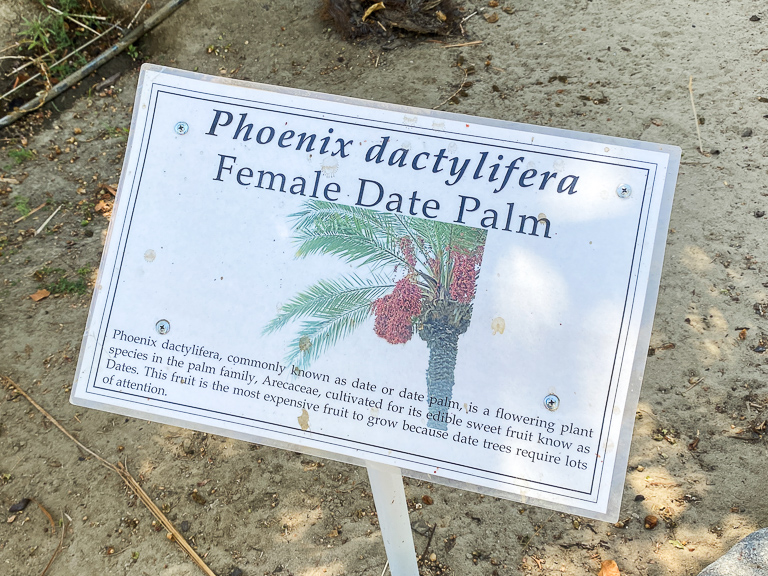 Phoenix dactylifera
Female Date Palm
Phoenix dactylifera, commonly known as date or date palm, is a flowering plant
species in the palm family, Arecaceae, cultivated for its edible sweet fruit know as
Dates. This fruit is the most expensive fruit to grow because date trees require lots
of attention.